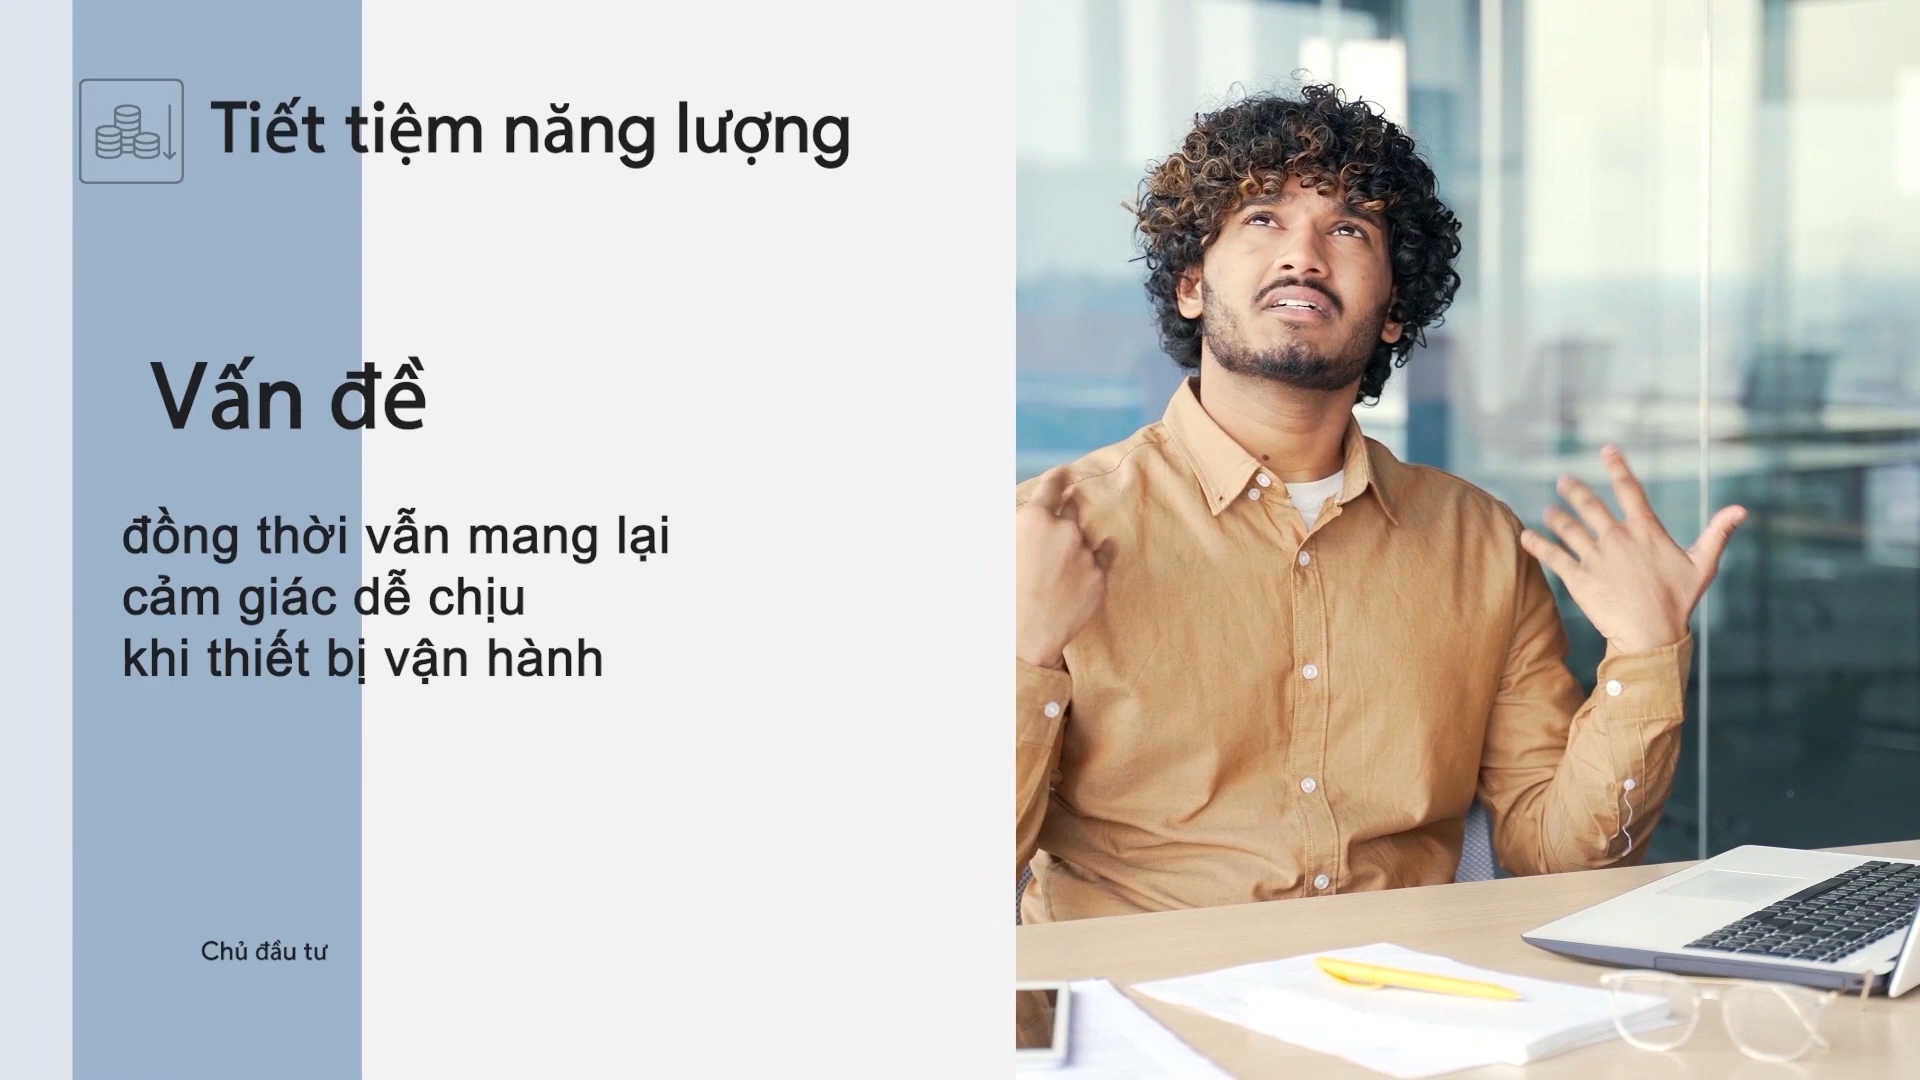 Tiết tiệm năng lượng
Vấn đề
đồng thời vẫn mang lại
cảm giác dễ chịu
khi thiết bị vận hành
Chủ đầu tư